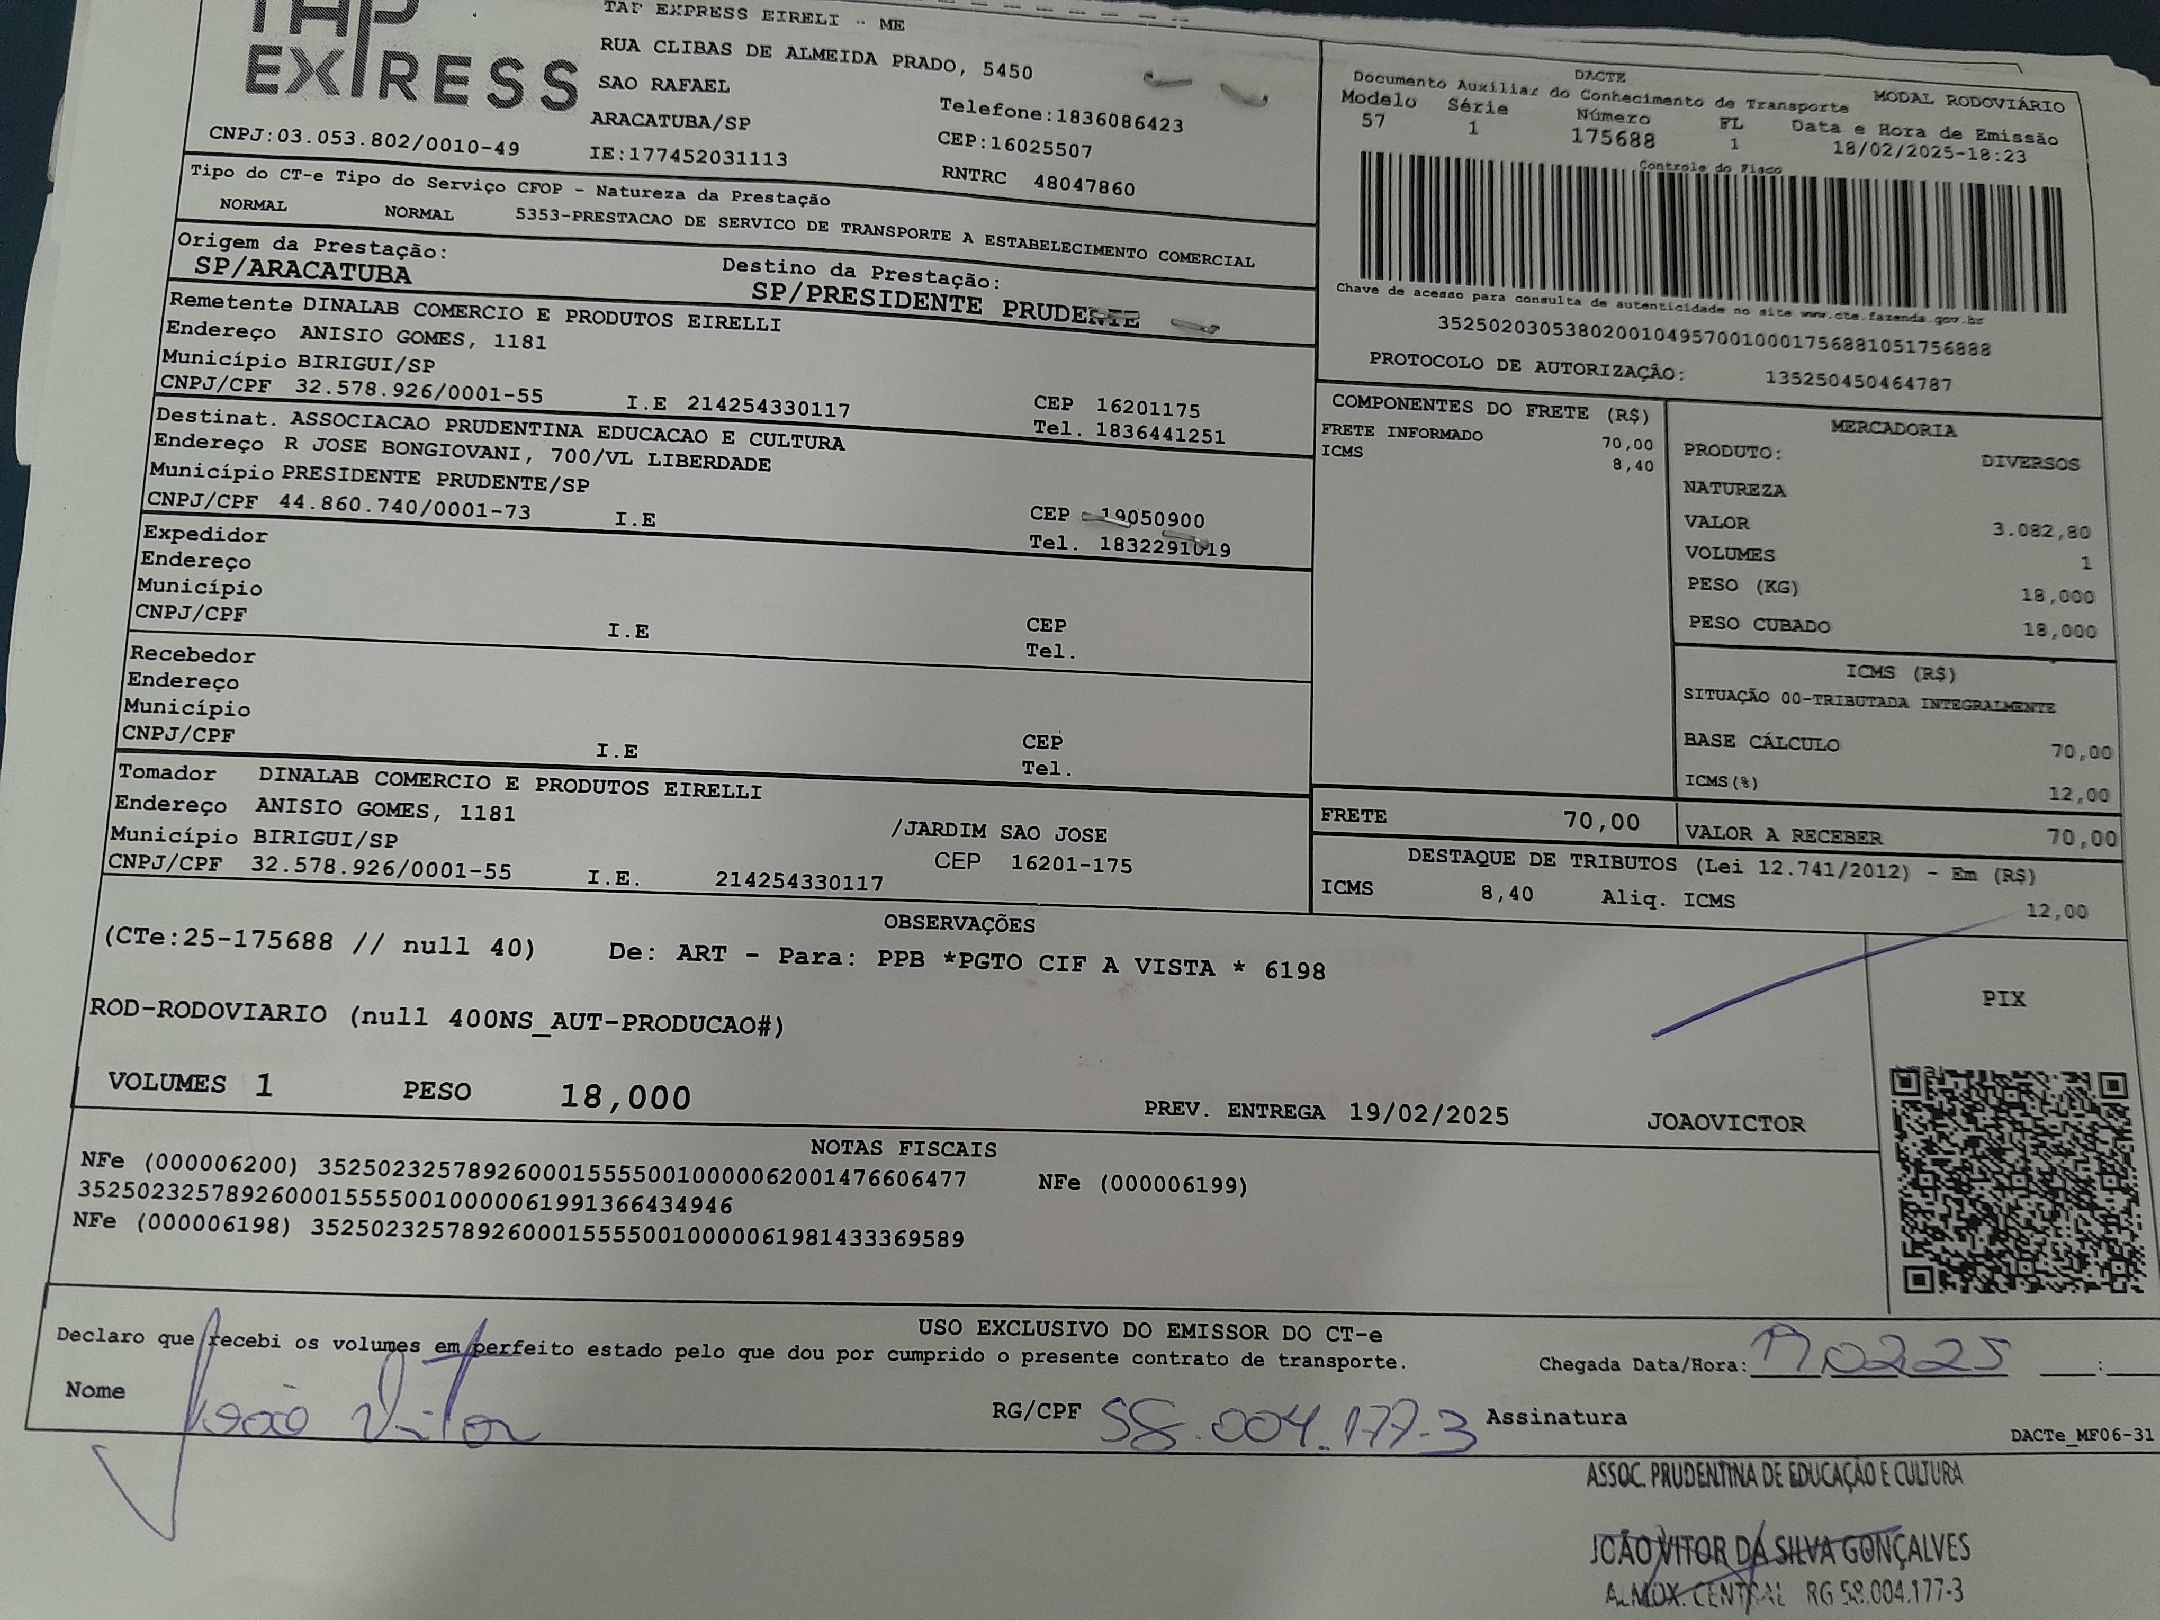 TAP EXPRESS
TAP EXPRESS EIRELI - ME
RUA CLIBAS DE ALMEIDA PRADO, 5450
SAO RAFAEL
ARACATUBA/SP
Telefone:1836086423
CEP:16025507
CNPJ:03.053.802/0010-49
IE:177452031113
RNTRC 48047860
DACTE
Documento Auxiliar do Conhecimento de Transporte
MODAL RODOVIÁRIO
Modelo Série Número FL Data e Hora de Emissão
57 1 175688 1 18/02/2025-18:23
Controle do Fisco
Chave de acesso para consulta de autenticidade no site www.cte.fazenda.gov.br
35250203053802001049570010001756881051756888
PROTOCOLO DE AUTORIZAÇÃO: 135250450464787
Tipo do CT-e Tipo do Serviço CFOP - Natureza da Prestação
NORMAL NORMAL 5353-PRESTACAO DE SERVICO DE TRANSPORTE A ESTABELECIMENTO COMERCIAL
Origem da Prestação: Destino da Prestação:
SP/ARACATUBA SP/PRESIDENTE PRUDENTE
Remetente DINALAB COMERCIO E PRODUTOS EIRELLI
Endereço ANISIO GOMES, 1181
Município BIRIGUI/SP CEP 16201175
CNPJ/CPF 32.578.926/0001-55 I.E 214254330117 Tel. 1836441251
Destinat. ASSOCIACAO PRUDENTINA EDUCACAO E CULTURA
Endereço R JOSE BONGIOVANI, 700/VL LIBERDADE
Município PRESIDENTE PRUDENTE/SP CEP 19050900
CNPJ/CPF 44.860.740/0001-73 I.E Tel. 1832291019
Expedidor
Endereço
Município CEP
CNPJ/CPF I.E Tel.
Recebedor
Endereço
Município CEP
CNPJ/CPF I.E Tel.
Tomador DINALAB COMERCIO E PRODUTOS EIRELLI
Endereço ANISIO GOMES, 1181 /JARDIM SAO JOSE
Município BIRIGUI/SP CEP 16201-175
CNPJ/CPF 32.578.926/0001-55 I.E. 214254330117
COMPONENTES DO FRETE (R$)
FRETE INFORMADO 70,00
ICMS 8,40
MERCADORIA
PRODUTO: DIVERSOS
NATUREZA
VALOR 3.082,80
VOLUMES 1
PESO (KG) 18,000
PESO CUBADO 18,000
ICMS (R$)
SITUAÇÃO 00-TRIBUTADA INTEGRALMENTE
BASE CÁLCULO 70,00
ICMS(%) 12,00
FRETE 70,00 VALOR A RECEBER 70,00
DESTAQUE DE TRIBUTOS (Lei 12.741/2012) - Em (R$)
ICMS 8,40 Aliq. ICMS 12,00
OBSERVAÇÕES
(CTe:25-175688 // null 40) De: ART - Para: PPB *PGTO CIF A VISTA * 6198
ROD-RODOVIARIO (null 400NS_AUT-PRODUCAO#)
PIX
VOLUMES 1 PESO 18,000 PREV. ENTREGA 19/02/2025 JOAOVICTOR
NOTAS FISCAIS
NFe (000006200) 35250232578926000155550010000062001476606477 NFe (000006199)
35250232578926000155550010000061991366434946
NFe (000006198) 35250232578926000155550010000061981433369589
USO EXCLUSIVO DO EMISSOR DO CT-e
Declaro que recebi os volumes em perfeito estado pelo que dou por cumprido o presente contrato de transporte.
Chegada Data/Hora: 19 02 25 :
Nome João Vitor RG/CPF 58.004.177-3 Assinatura
DACTe_MF06-31
ASSOC. PRUDENTINA DE EDUCAÇÃO E CULTURA
JOÃO VITOR DA SILVA GONÇALVES
ALMOX. CENTRAL RG 58.004.177-3